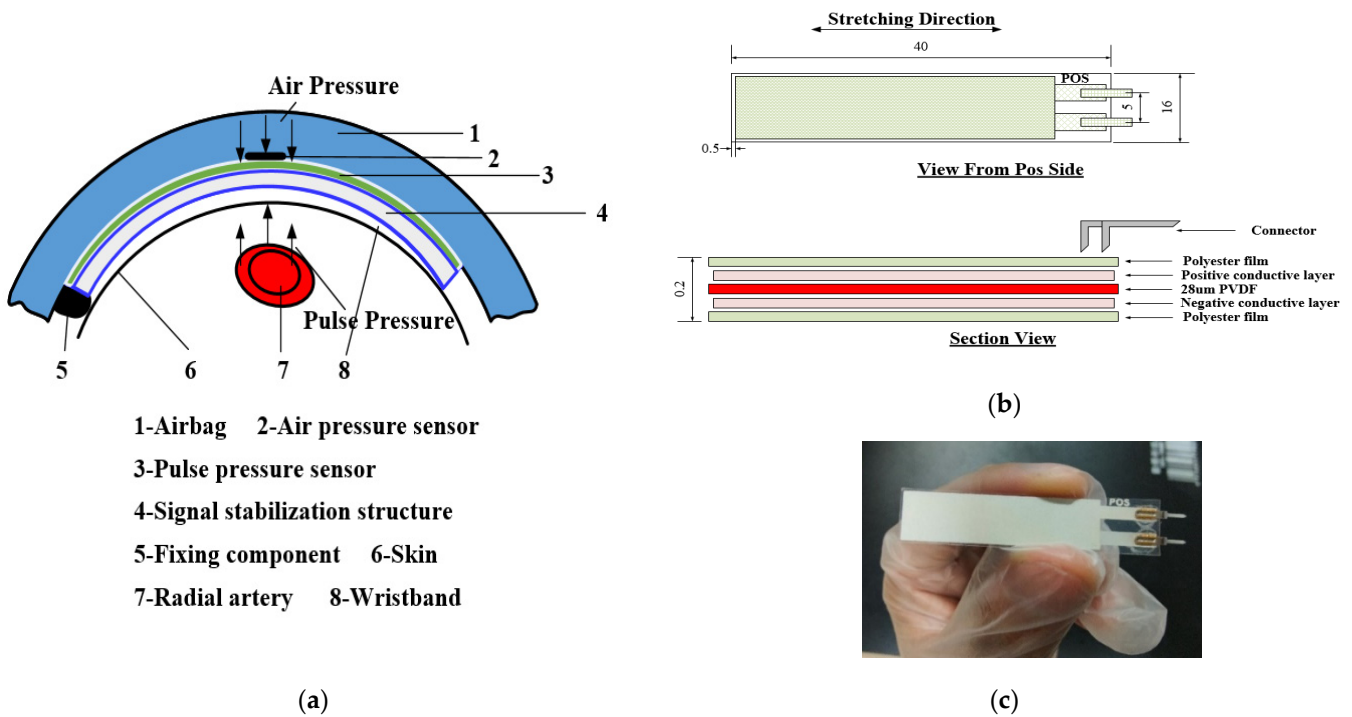 Air Pressure
1
2
3
4
Pulse Pressure
5
6
7
8
1-Airbag 2-Air pressure sensor
3-Pulse pressure sensor
4-Signal stabilization structure
5-Fixing component 6-Skin
7-Radial artery 8-Wristband
(a)
Stretching Direction
40
POS
5
16
0.5
View From Pos Side
Connector
0.2
Polyester film
Positive conductive layer
28um PVDF
Negative conductive layer
Polyester film
Section View
(b)
POS
(c)